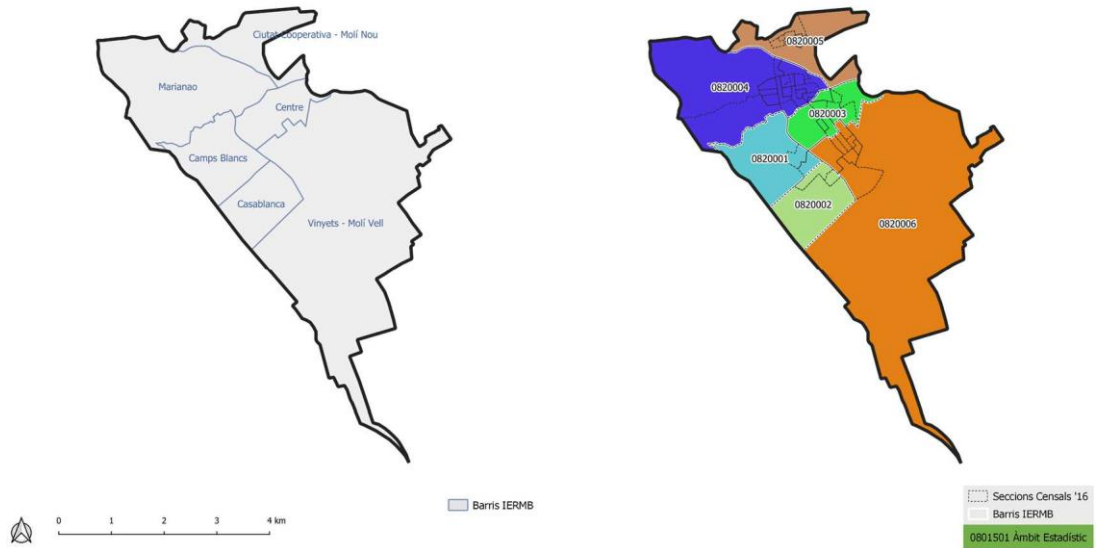 Ciutat Cooperativa - Molí Nou
Marianao
Centre
Camps Blancs
Casablanca
Vinyets - Molí Vell
Barris IERMB
0 1 2 3 4 km
0820005
0820004
0820003
0820001
0820002
0820006
Seccions Censals '16
Barris IERMB
0801501 Àmbit Estadístic